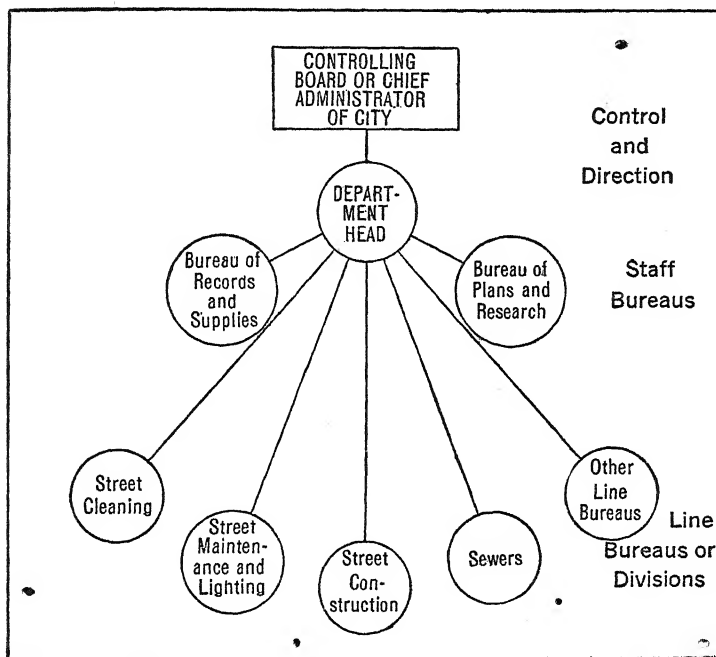 CONTROLLING
BOARD OR CHIEF
ADMINISTRATOR
OF CITY
Control
and
Direction
DEPART-
MENT
HEAD
Bureau of
Records
and
Supplies
Bureau of
Plans and
Research
Staff
Bureaus
Street
Cleaning
Street
Mainten-
ance and
Lighting
Street
Con-
struction
Sewers
Other
Line
Bureaus
Line
Bureaus or
Divisions